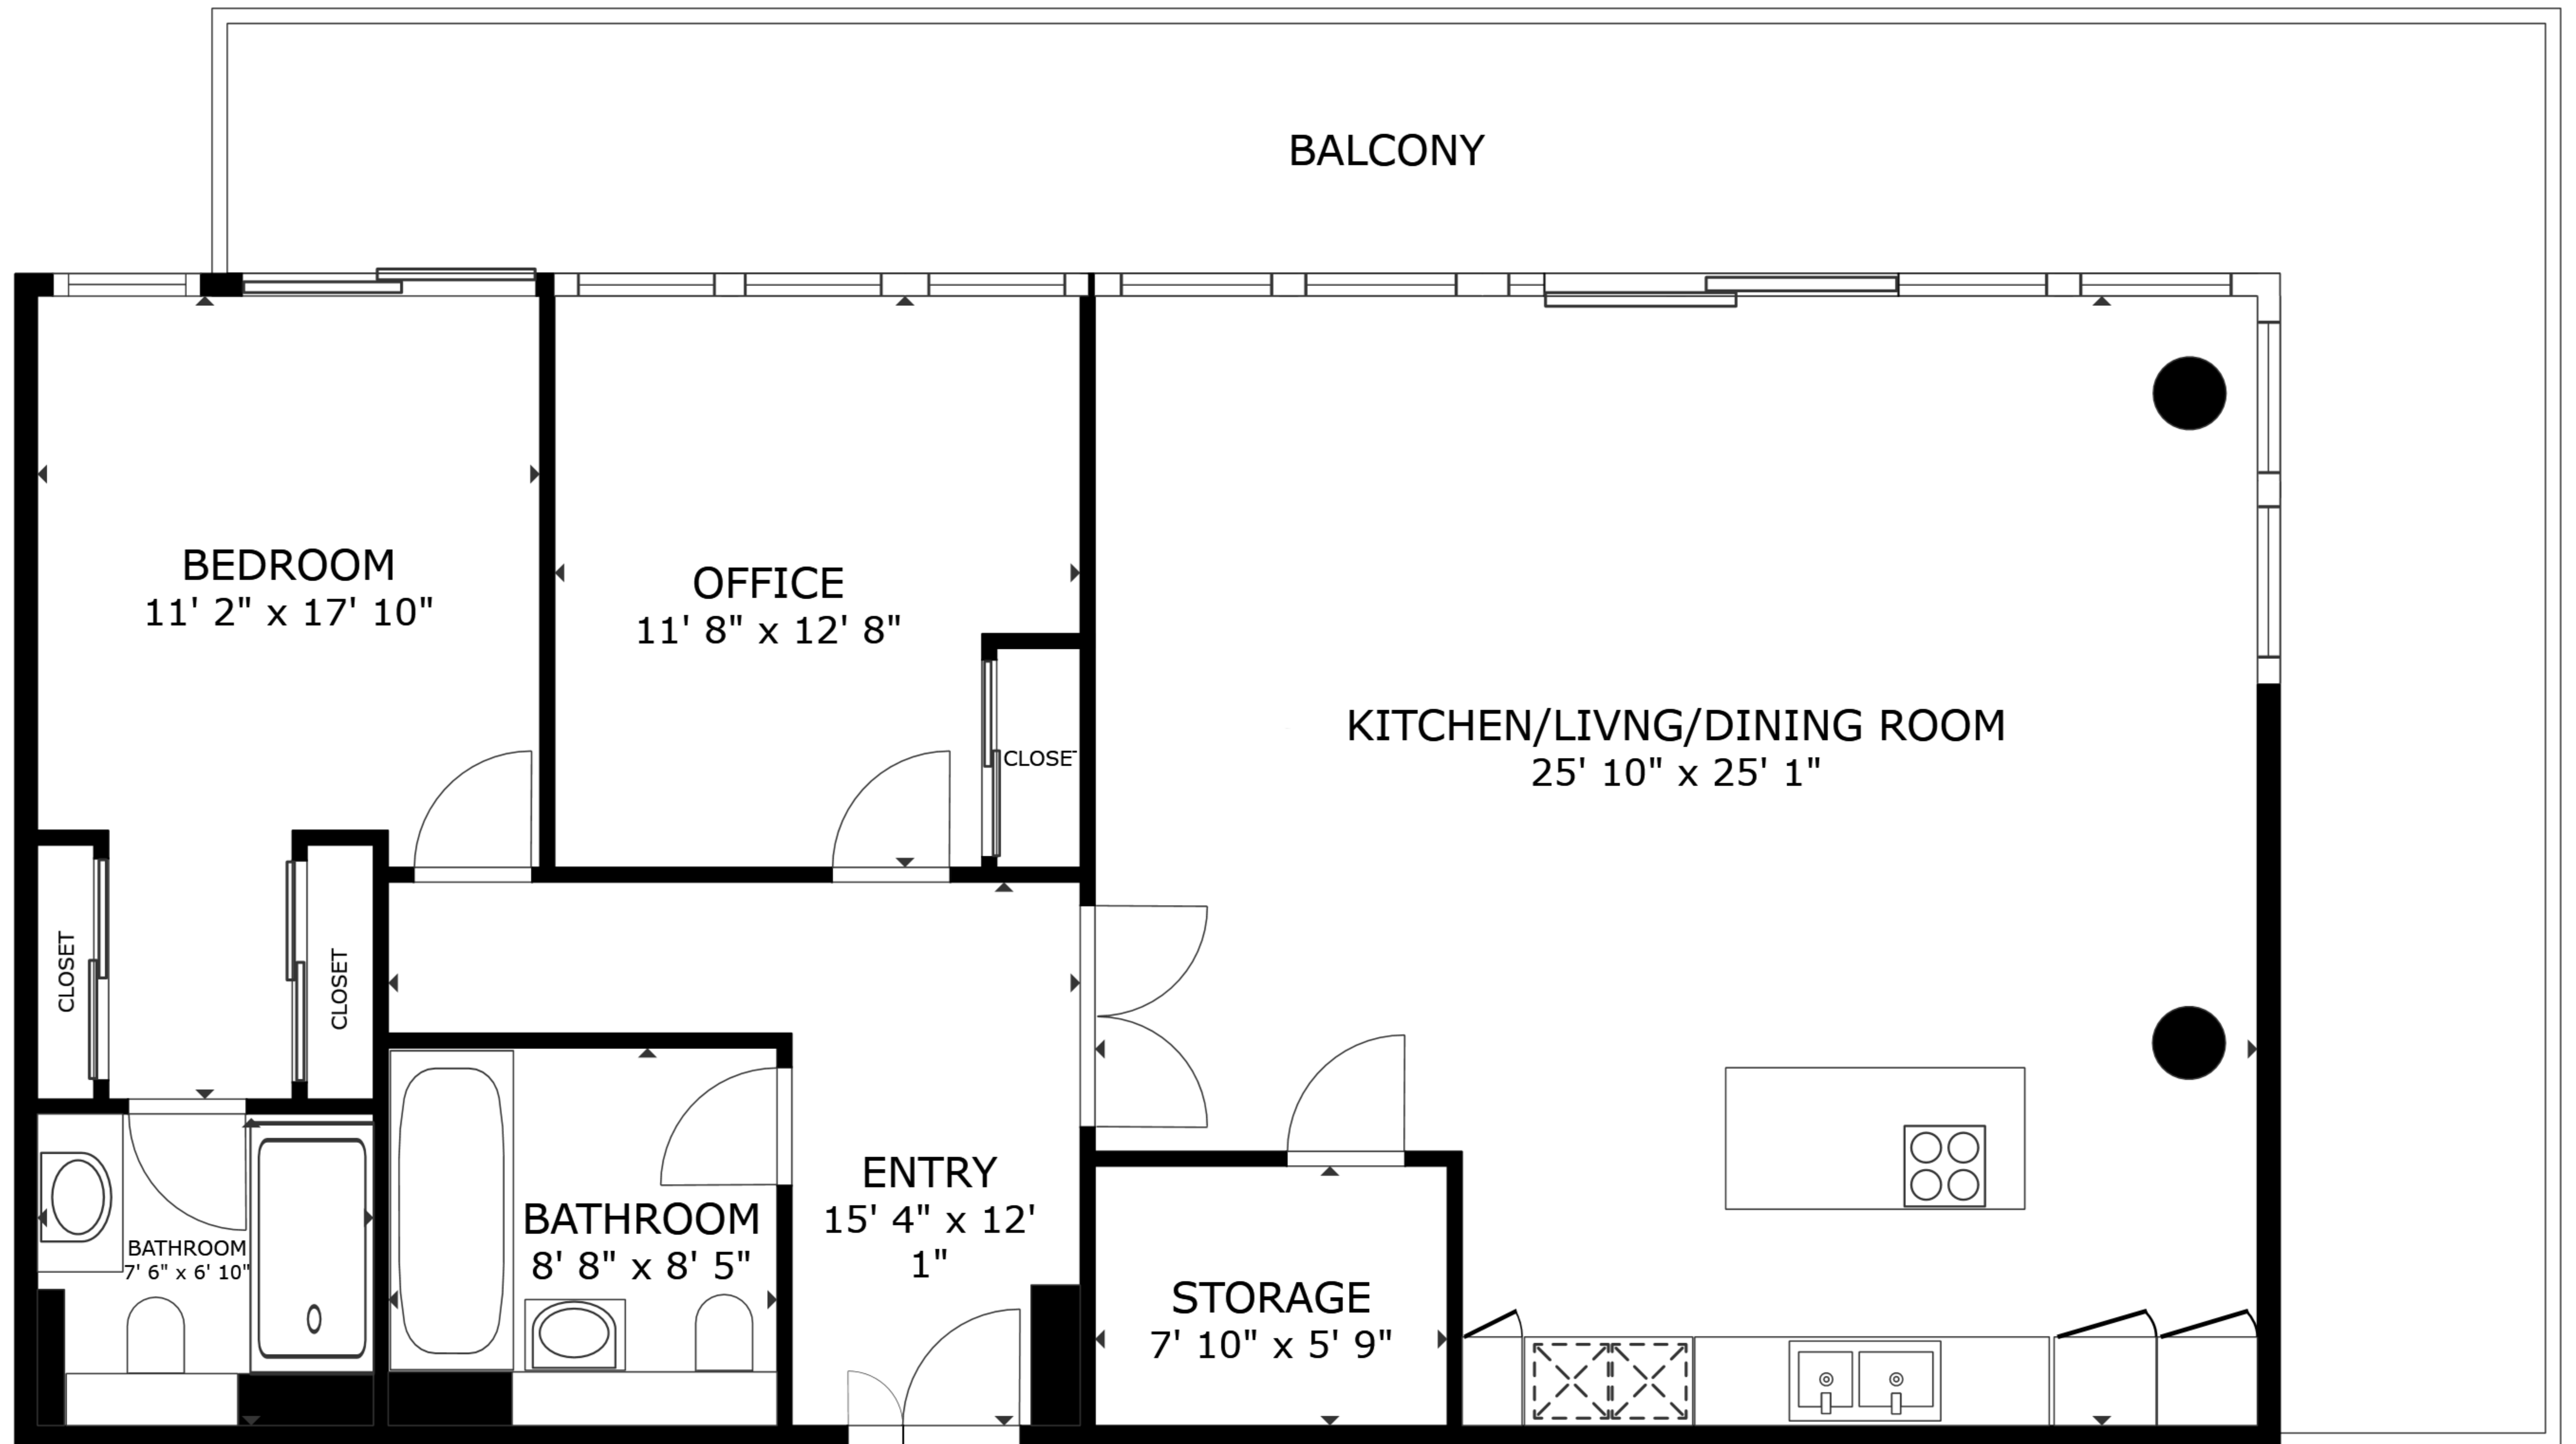 BALCONY
BEDROOM
11' 2" x 17' 10"
OFFICE
11' 8" x 12' 8"
CLOSET
KITCHEN/LIVNG/DINING ROOM
25' 10" x 25' 1"
CLOSET
CLOSET
BATHROOM
7' 6" x 6' 10"
BATHROOM
8' 8" x 8' 5"
ENTRY
15' 4" x 12'
1"
STORAGE
7' 10" x 5' 9"